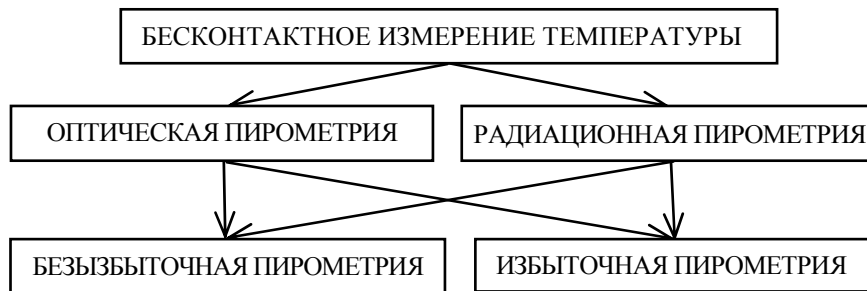 БЕСКОНТАКТНОЕ ИЗМЕРЕНИЕ ТЕМПЕРАТУРЫ
ОПТИЧЕСКАЯ ПИРОМЕТРИЯ
РАДИАЦИОННАЯ ПИРОМЕТРИЯ
БЕЗЫЗБЫТОЧНАЯ ПИРОМЕТРИЯ
ИЗБЫТОЧНАЯ ПИРОМЕТРИЯ